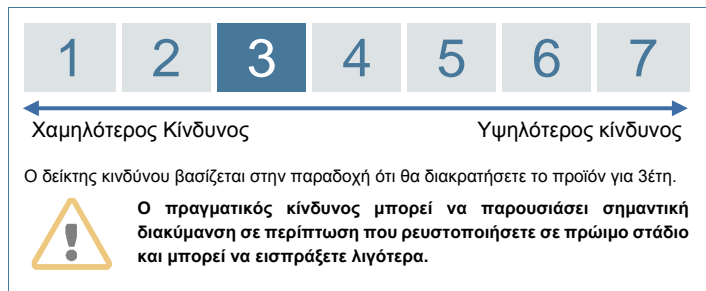 1 2 3 4 5 6 7
Χαμηλότερος Κίνδυνος Υψηλότερος κίνδυνος
Ο δείκτης κινδύνου βασίζεται στην παραδοχή ότι θα διακρατήσετε το προϊόν για 3έτη.
Ο πραγματικός κίνδυνος μπορεί να παρουσιάσει σημαντική
διακύμανση σε περίπτωση που ρευστοποιήσετε σε πρώιμο στάδιο
και μπορεί να εισπράξετε λιγότερα.